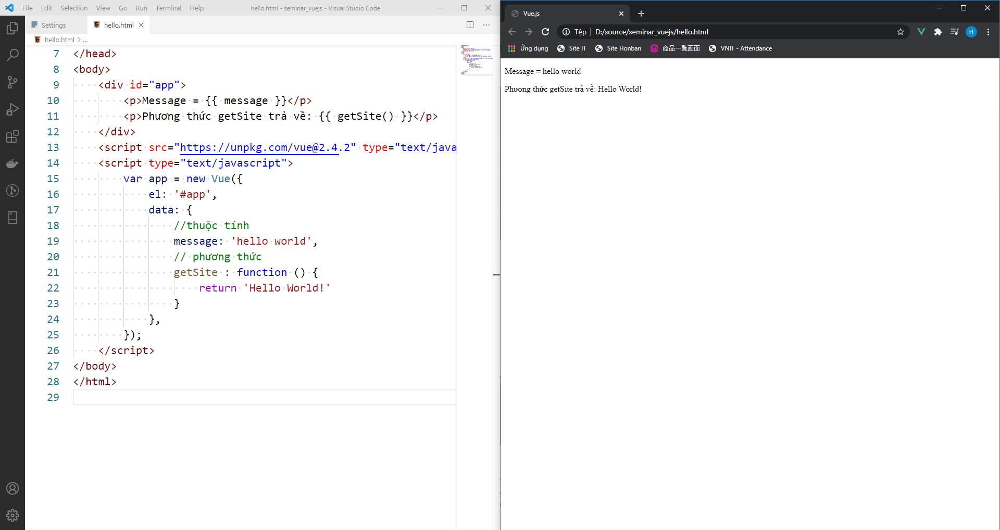 File Edit Selection View Go Run Terminal Help hello.html - seminar_vuejs - Visual Studio Code
Settings hello.html
hello.html > ...
7 </head>
8 <body>
9 <div id="app">
10 <p>Message = {{ message }}</p>
11 <p>Phương thức getSite trả về: {{ getSite() }}</p>
12 </div>
13 <script src="https://unpkg.com/vue@2.4.2" type="text/java
14 <script type="text/javascript">
15 var app = new Vue({
16 el: '#app',
17 data: {
18 //thuộc tính
19 message: 'hello world',
20 // phương thức
21 getSite : function () {
22 return 'Hello World!'
23 }
24 },
25 });
26 </script>
27 </body>
28 </html>
29
Vue.js
Tệp D:/source/seminar_vuejs/hello.html H
Ứng dụng Site IT Site Honban 商品一覧画面 VNIT - Attendance
Message = hello world
Phương thức getSite trả về: Hello World!